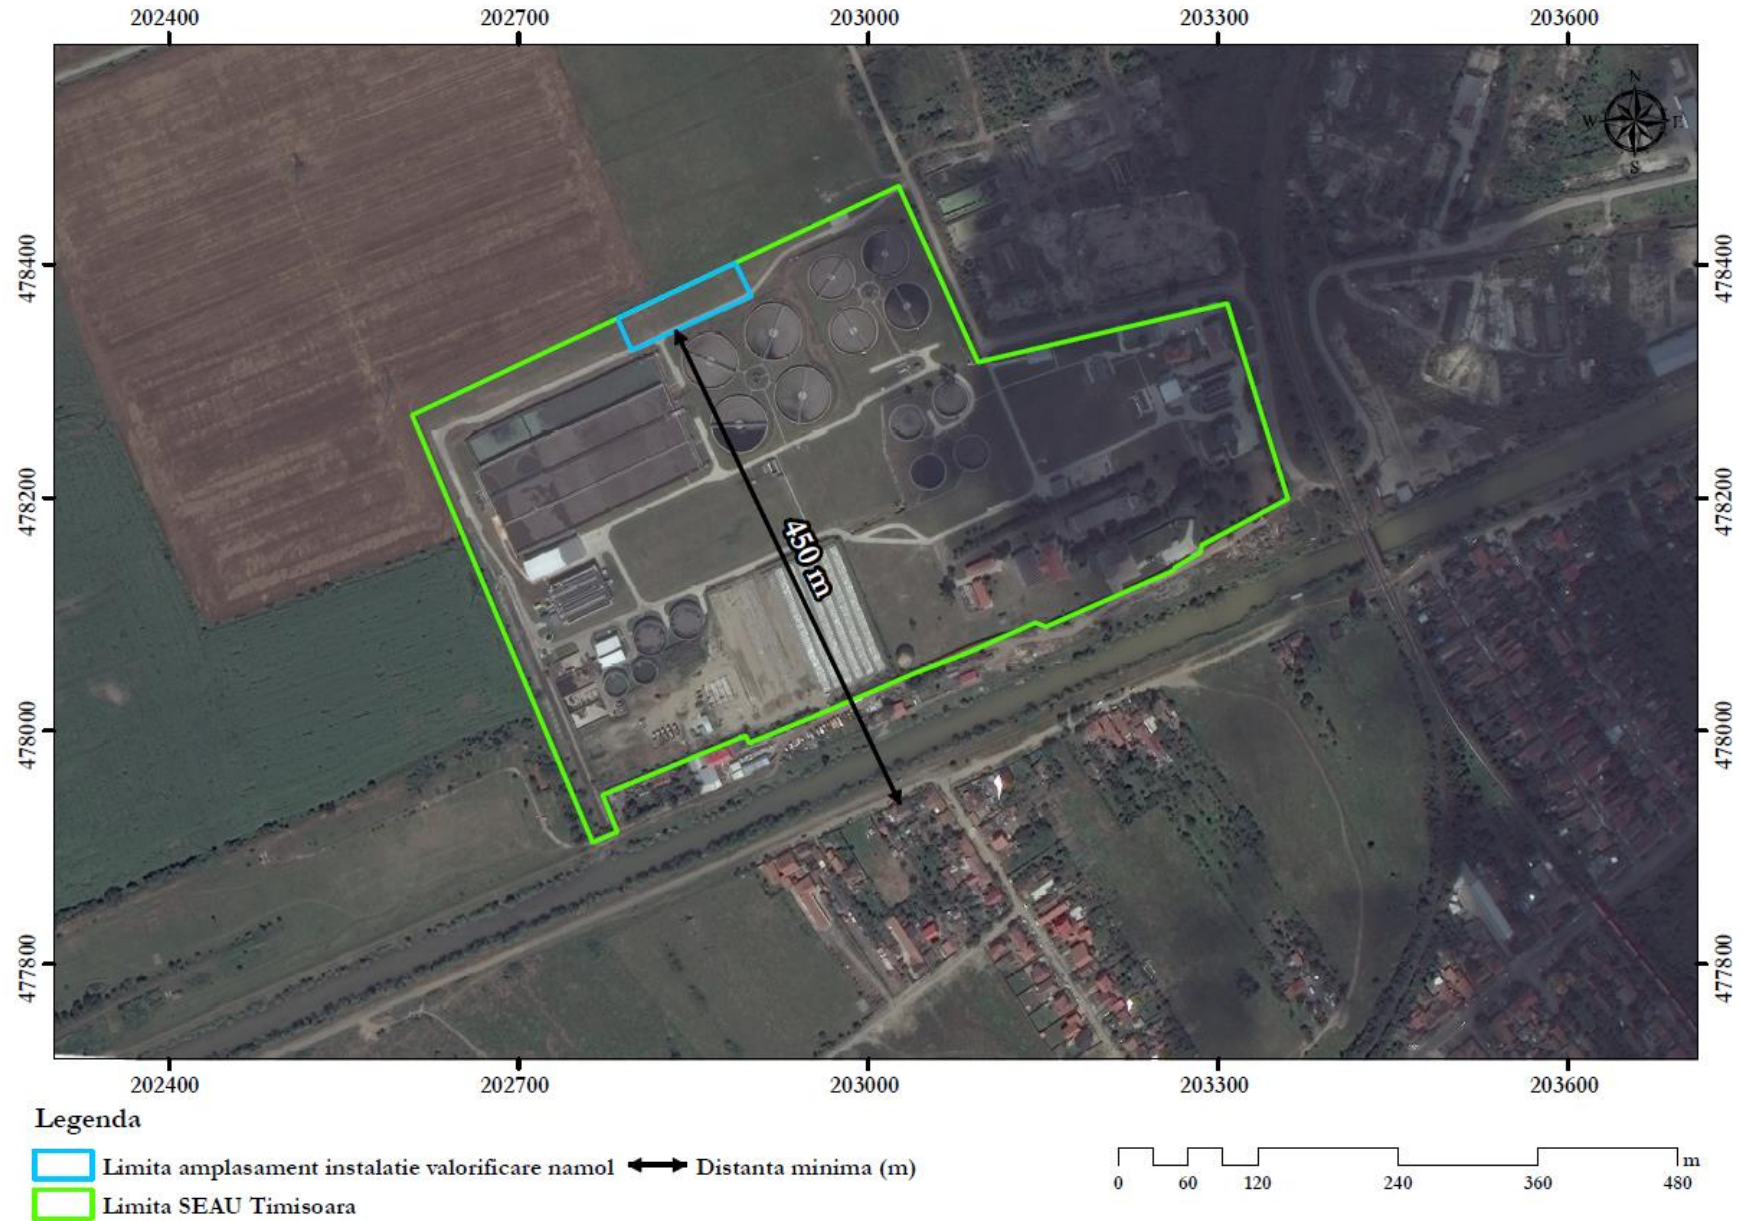 202400 202700 203000 203300 203600
N
W E
S
478400 478400
478200 478200
450 m
478000 478000
477800 477800
202400 202700 203000 203300 203600
Legenda
Limita amplasament instalatie valorificare namol Distanta minima (m)
Limita SEAU Timisoara
m
0 60 120 240 360 480